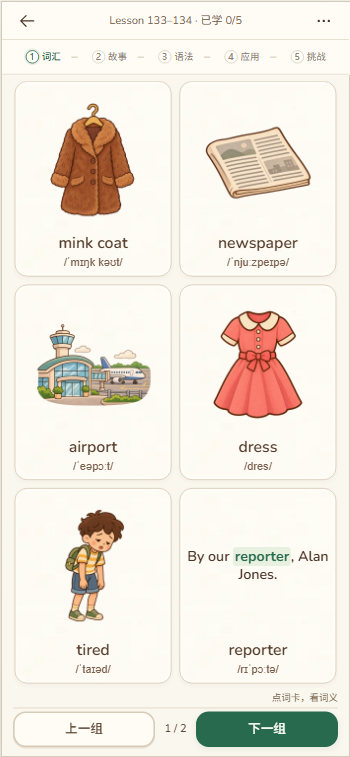 Lesson 133–134 · 已学 0/5
1 词汇 – 2 故事 – 3 语法 – 4 应用 – 5 挑战
mink coat
/ˈmɪŋk kəʊt/
newspaper
/ˈnjuːzpeɪpə/
airport
/ˈeəpɔːt/
dress
/dres/
tired
/ˈtaɪəd/
By our reporter, Alan
Jones.
reporter
/rɪˈpɔːtə/
点词卡，看词义
上一组
1 / 2
下一组